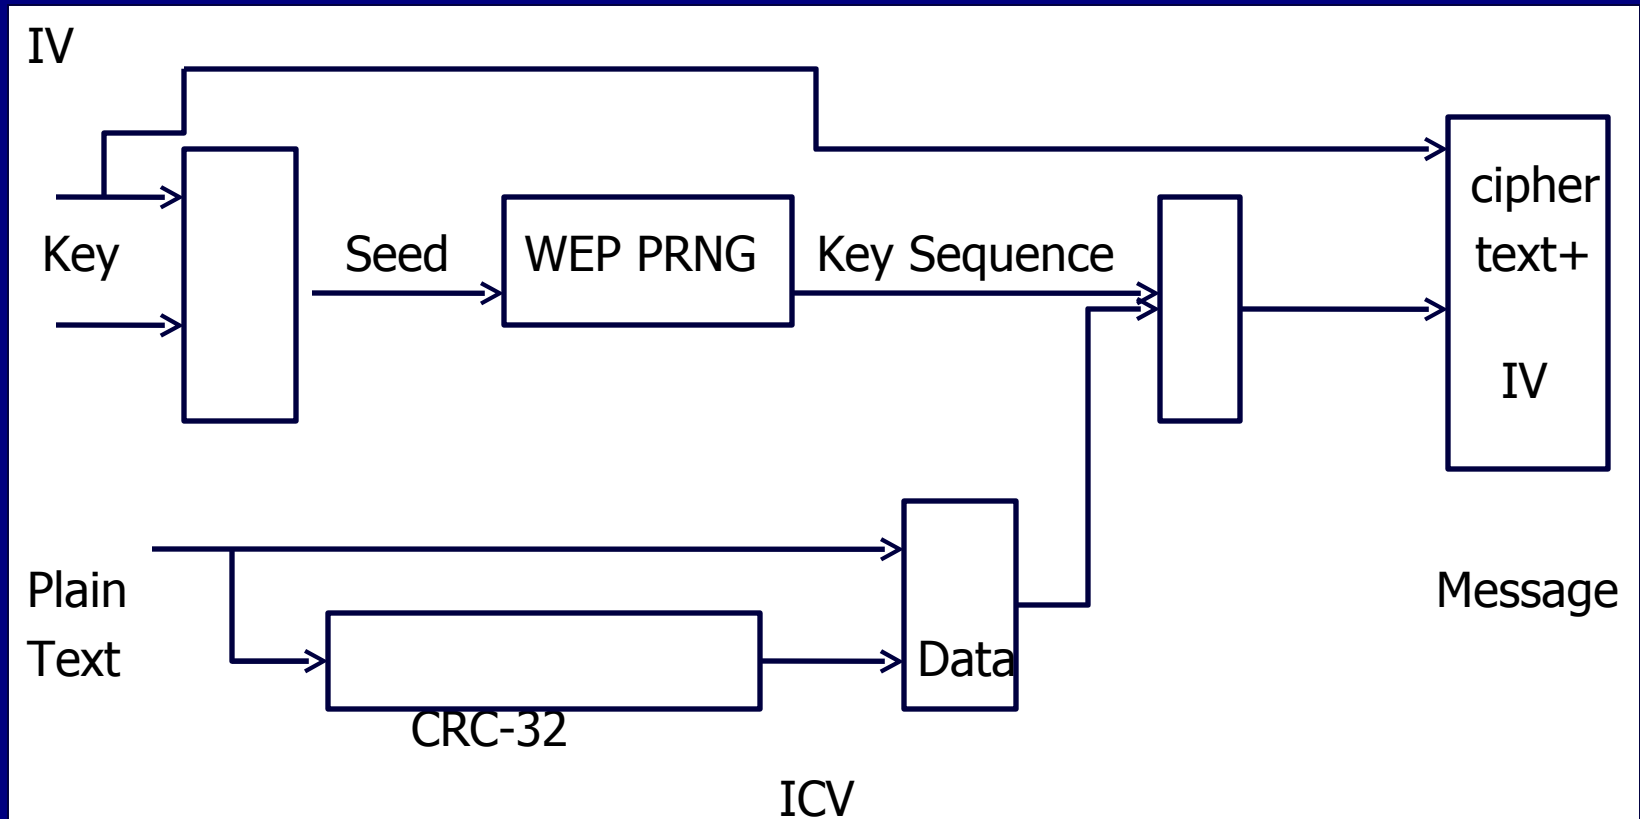 IV
cipher
Key Seed WEP PRNG Key Sequence text+
IV
Plain Message
Text Data
CRC-32
ICV